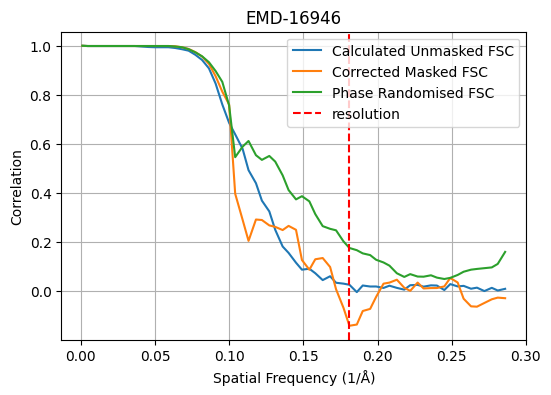 EMD-16946
Calculated Unmasked FSC
Corrected Masked FSC
Phase Randomised FSC
resolution
Correlation
1.0
0.8
0.6
0.4
0.2
0.0
0.00 0.05 0.10 0.15 0.20 0.25 0.30
Spatial Frequency (1/Å)